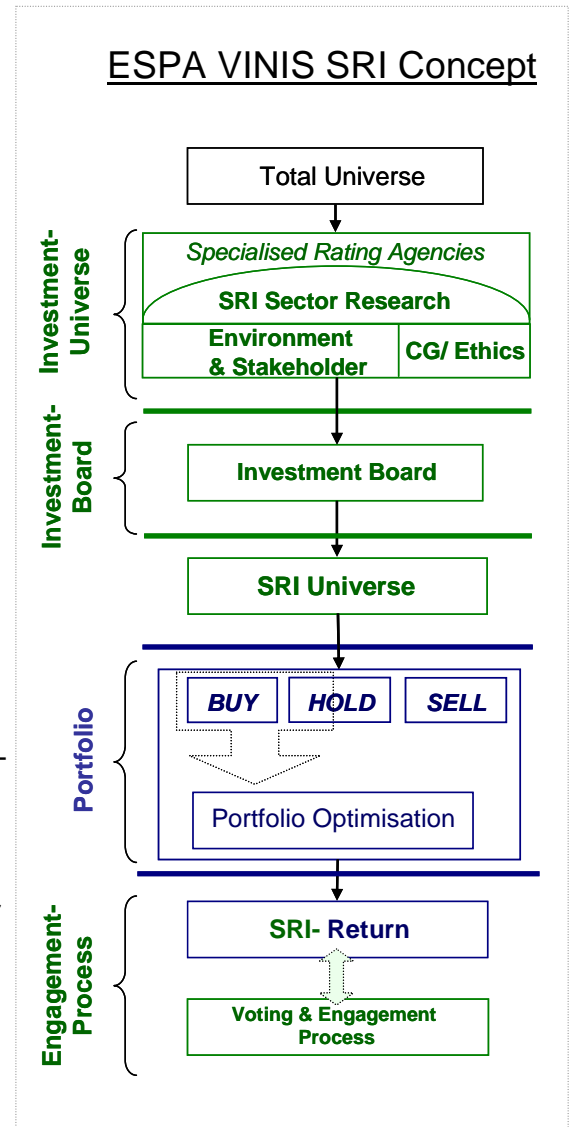 ESPA VINIS SRI Concept
Total Universe
Investment-
Universe
Specialised Rating Agencies
SRI Sector Research
Environment
& Stakeholder
CG/ Ethics
Investment-
Board
Investment Board
SRI Universe
Portfolio
BUY
HOLD
SELL
Portfolio Optimisation
Engagement-
Process
SRI- Return
Voting & Engagement
Process